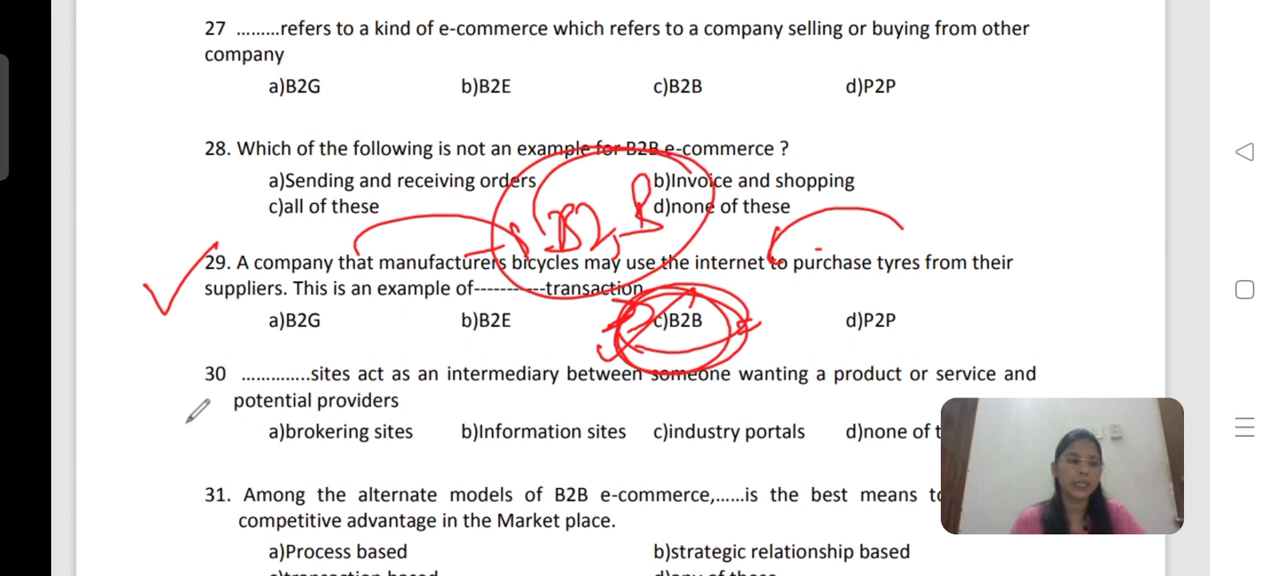 27 .........refers to a kind of e-commerce which refers to a company selling or buying from other
company
a)B2G b)B2E c)B2B d)P2P
28. Which of the following is not an example for B2B e-commerce ?
a)Sending and receiving orders b)Invoice and shopping
c)all of these d)none of these
B2B
29. A company that manufacturers bicycles may use the internet to purchase tyres from their
suppliers. This is an example of----------transaction
a)B2G b)B2E c)B2B d)P2P
30 ..............sites act as an intermediary between someone wanting a product or service and
potential providers
a)brokering sites b)Information sites c)industry portals d)none of
31. Among the alternate models of B2B e-commerce,......is the best means
competitive advantage in the Market place.
a)Process based b)strategic relationship based